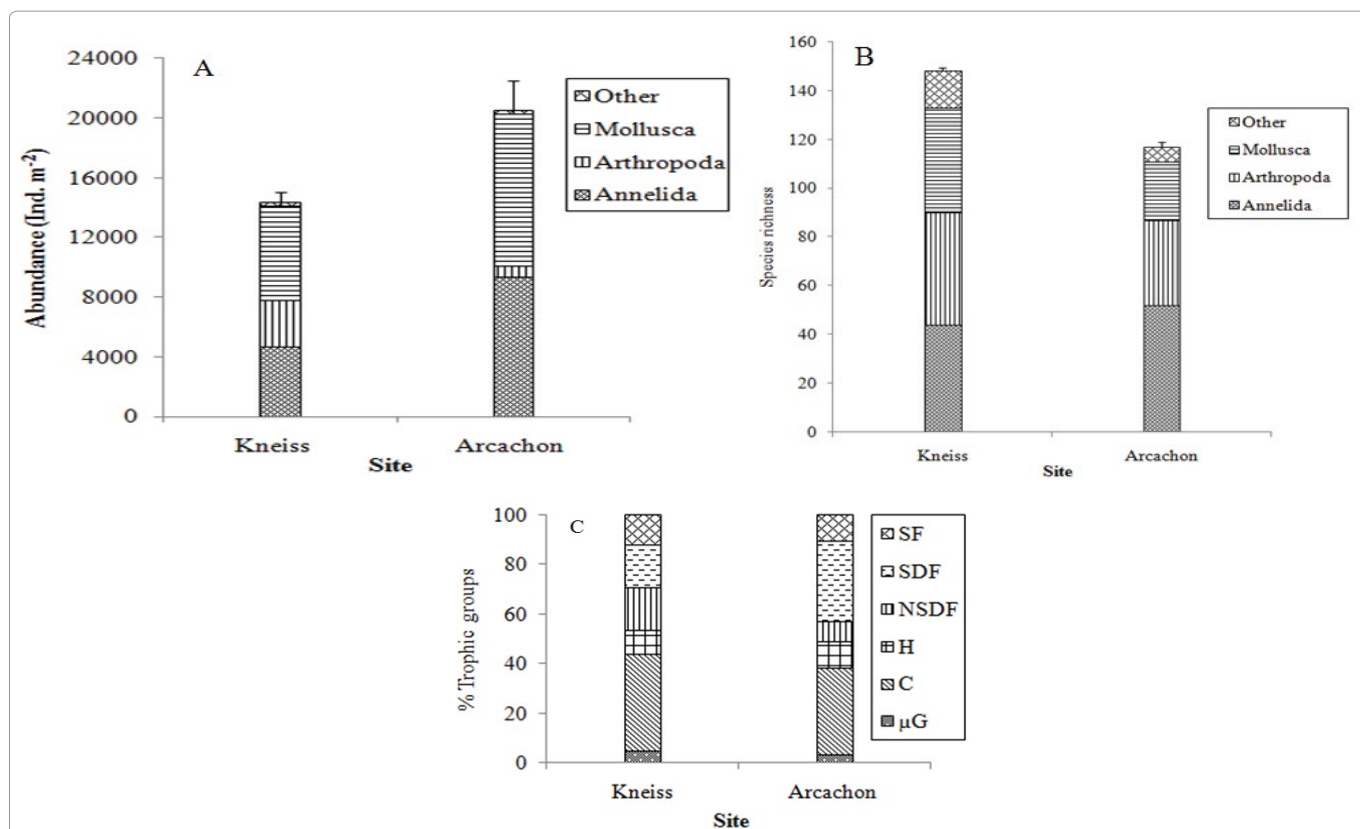 A
24000
20000
16000
12000
8000
4000
0
Abundance (Ind. m-2)
Other
Mollusca
Arthropoda
Annelida
Kneiss
Arcachon
Site
B
160
140
120
100
80
60
40
20
0
Species richness
Other
Mollusca
Arthropoda
Annelida
Kneiss
Arcachon
Site
C
100
80
60
40
20
0
% Trophic groups
SF
SDF
NSDF
H
C
µG
Kneiss
Arcachon
Site